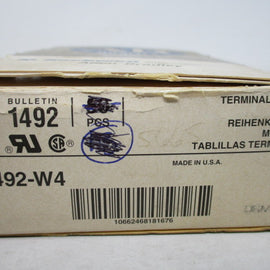 BULLETIN
1492
PCS
TERMINAL
REIHENK
M
TABLILLAS TERM
MADE IN U.S.A.
492-W4
10662468181676